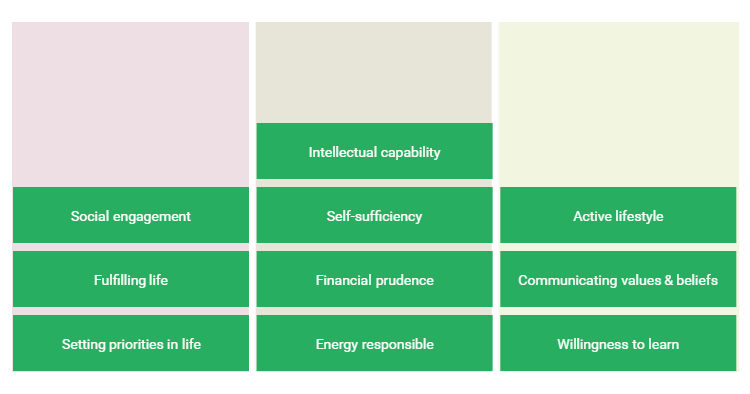 Intellectual capability
Social engagement
Self-sufficiency
Active lifestyle
Fulfilling life
Financial prudence
Communicating values & beliefs
Setting priorities in life
Energy responsible
Willingness to learn